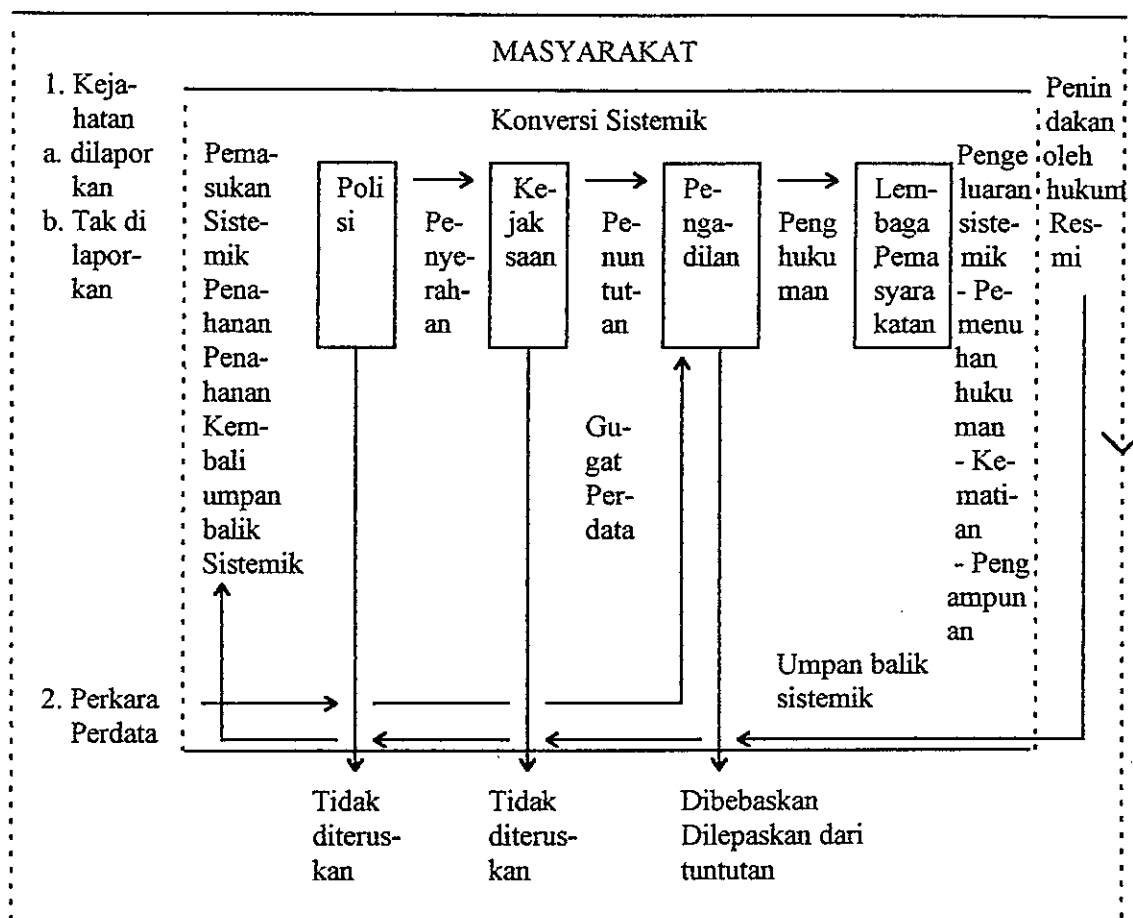 MASYARAKAT
1. Keja-
hatan
a. dilapor
kan
b. Tak di
lapor-
kan
Konversi Sistemik
Pema-
sukan
Siste-
mik
Pena-
hanan
Pena-
hanan
Kem-
bali
umpan
balik
Sistemik
Poli
si
Pe-
nye-
rah-
an
Ke-
jak
saan
Pe-
nun
tut-
an
Pe-
nga-
dilan
Peng
huku
man
Lem-
baga
Pema
syara
katan
Penge
luaran
siste-
mik
- Pe-
menu
han
huku
man
- Ke-
mati-
an
- Peng
ampun
an
Penin
dakan
oleh
hukum
Res-
mi
Gu-
gat
Per-
data
Umpan balik
sistemik
2. Perkara
Perdata
Tidak
diterus-
kan
Tidak
diterus-
kan
Dibebaskan
Dilepaskan dari
tuntutan